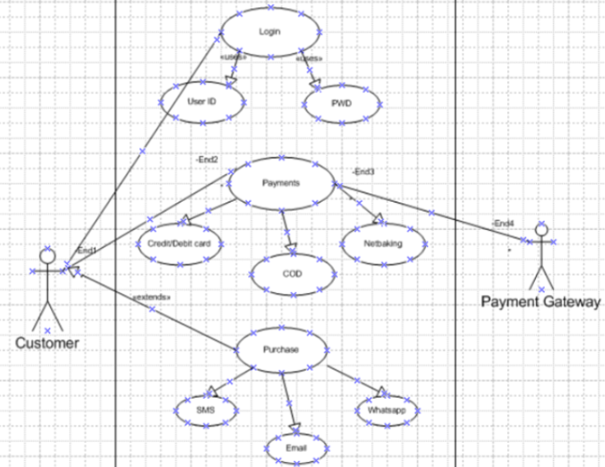 Login
«uses»
«uses»
User ID
PWD
-End2
-End3
Payments
*
*
-End4
*
Credit/Debit card
Netbaking
-End1
COD
Payment Gateway
«extends»
Customer
Purchase
SMS
Whatsapp
Email